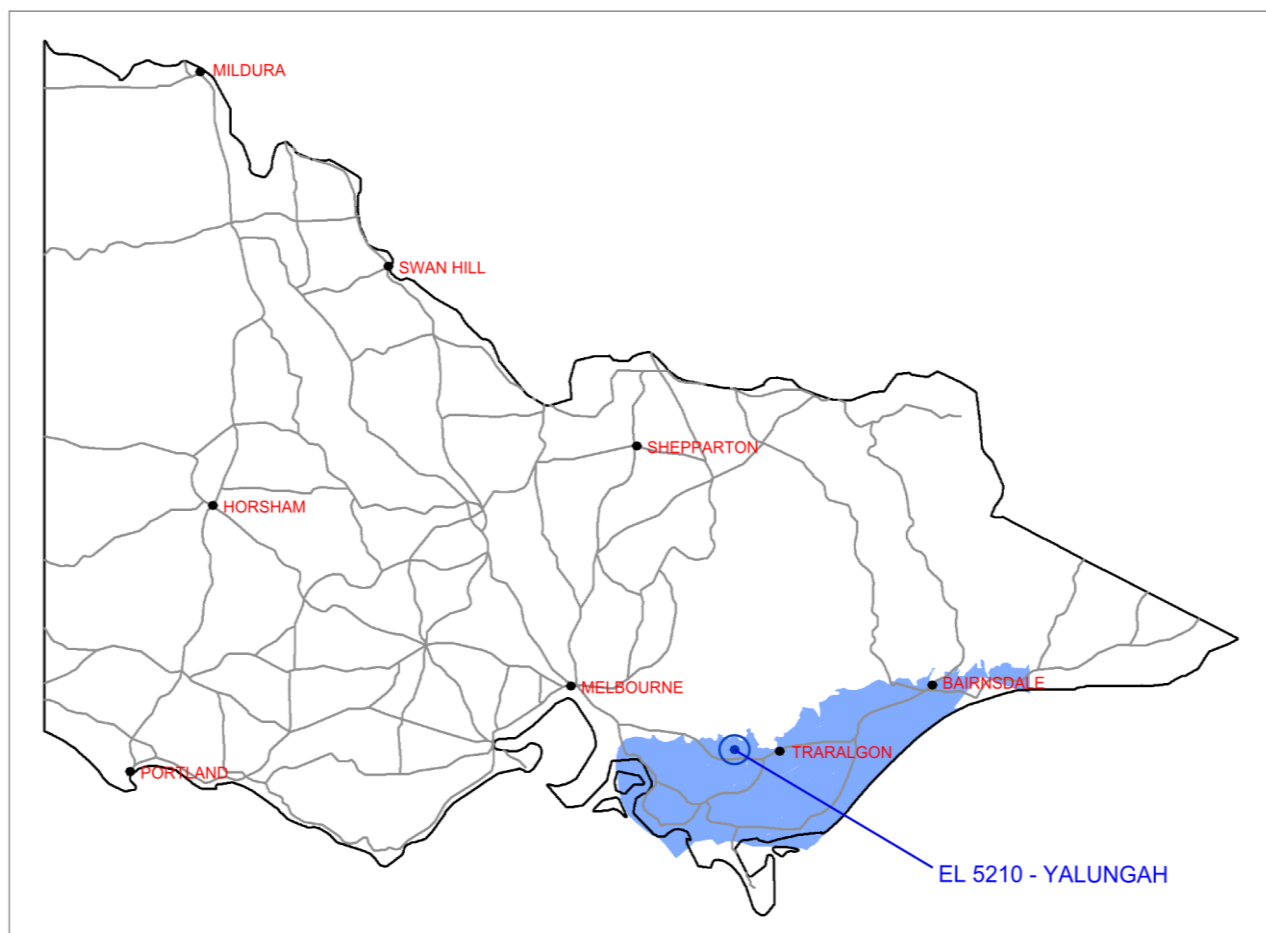 MILDURA
SWAN HILL
SHEPPARTON
HORSHAM
MELBOURNE
BAIRNSDALE
TRARALGON
PORTLAND
EL 5210 - YALUNGAH